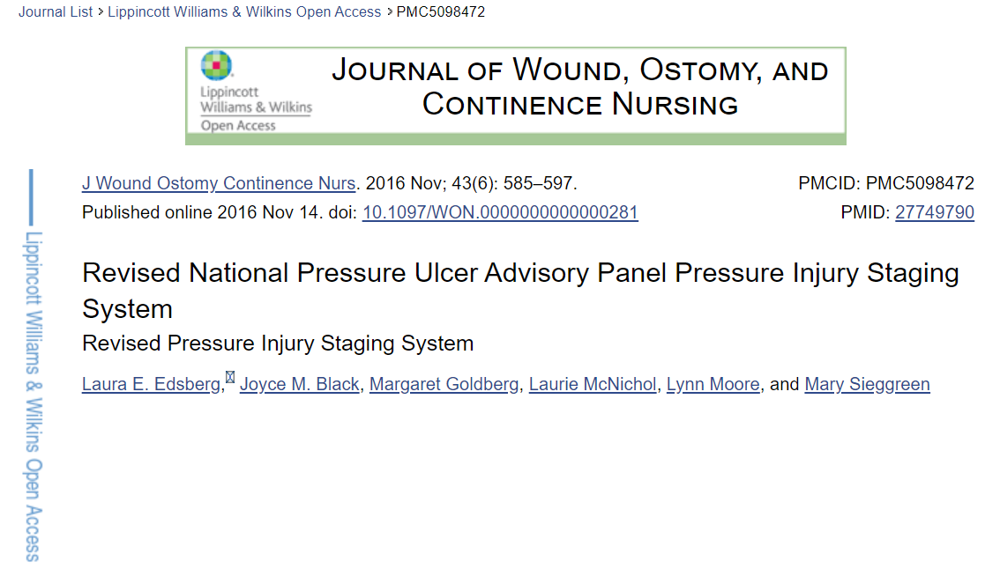 Journal List > Lippincott Williams & Wilkins Open Access > PMC5098472
Lippincott
Williams & Wilkins
Open Access
JOURNAL OF WOUND, OSTOMY, AND
CONTINENCE NURSING
J Wound Ostomy Continence Nurs. 2016 Nov; 43(6): 585–597.
PMCID: PMC5098472
Published online 2016 Nov 14. doi: 10.1097/WON.0000000000000281
PMID: 27749790
Revised National Pressure Ulcer Advisory Panel Pressure Injury Staging
System
Revised Pressure Injury Staging System
Laura E. Edsberg, Joyce M. Black, Margaret Goldberg, Laurie McNichol, Lynn Moore, and Mary Sieggreen
Lippincott Williams & Wilkins Open Access